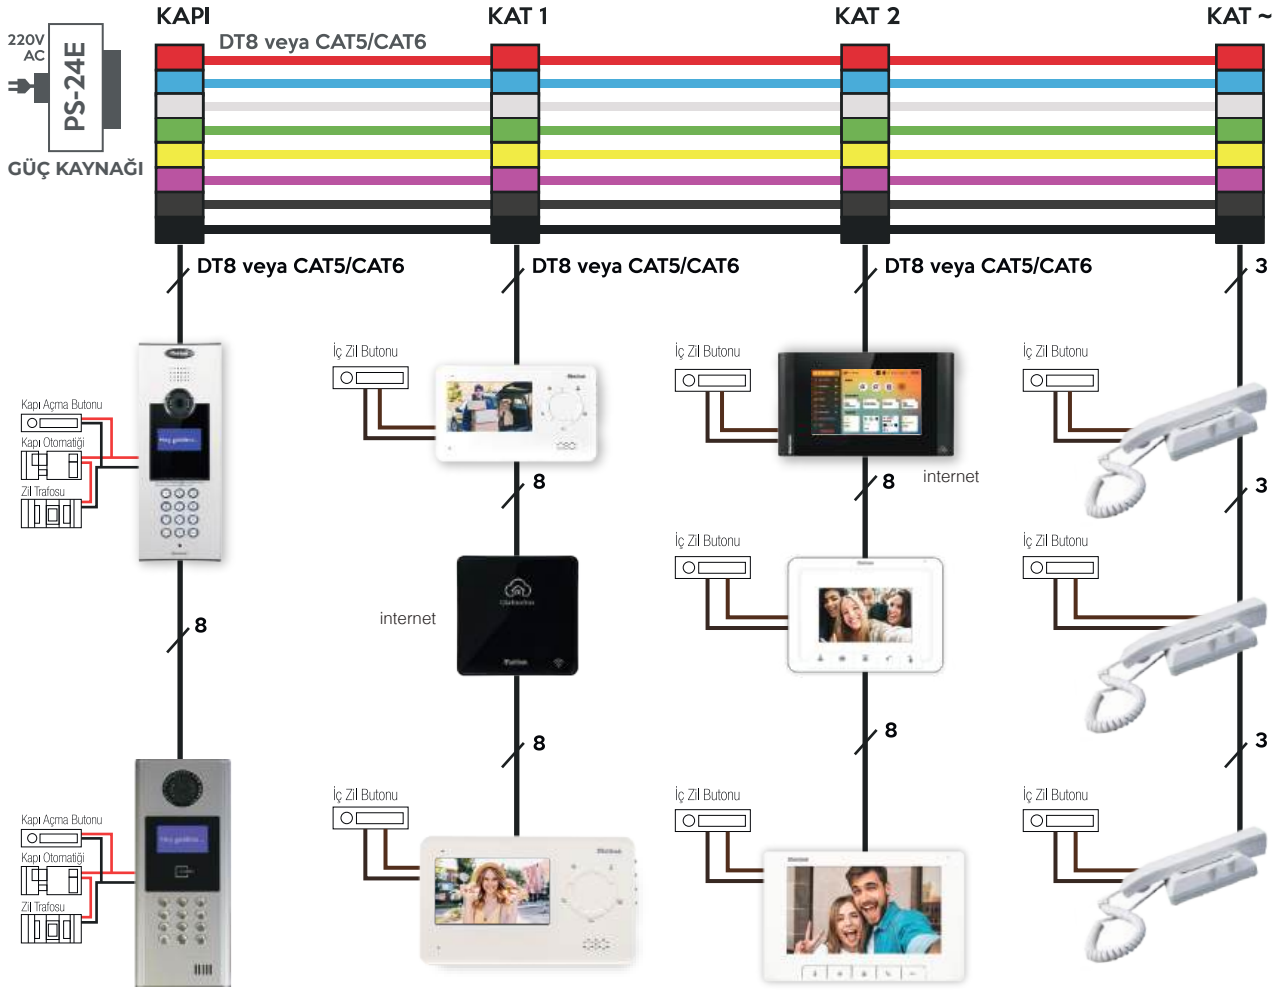 KAPI
KAT 1
KAT 2
KAT ~
220V
AC
PS-24E
GÜÇ KAYNAĞI
DT8 veya CAT5/CAT6
DT8 veya CAT5/CAT6
DT8 veya CAT5/CAT6
DT8 veya CAT5/CAT6
3
Kapı Açma Butonu
Kapı Otomatiği
Zil Trafosu
İç Zil Butonu
İç Zil Butonu
İç Zil Butonu
8
8
internet
3
8
internet
İç Zil Butonu
İç Zil Butonu
8
8
3
Kapı Açma Butonu
Kapı Otomatiği
Zil Trafosu
İç Zil Butonu
İç Zil Butonu
İç Zil Butonu